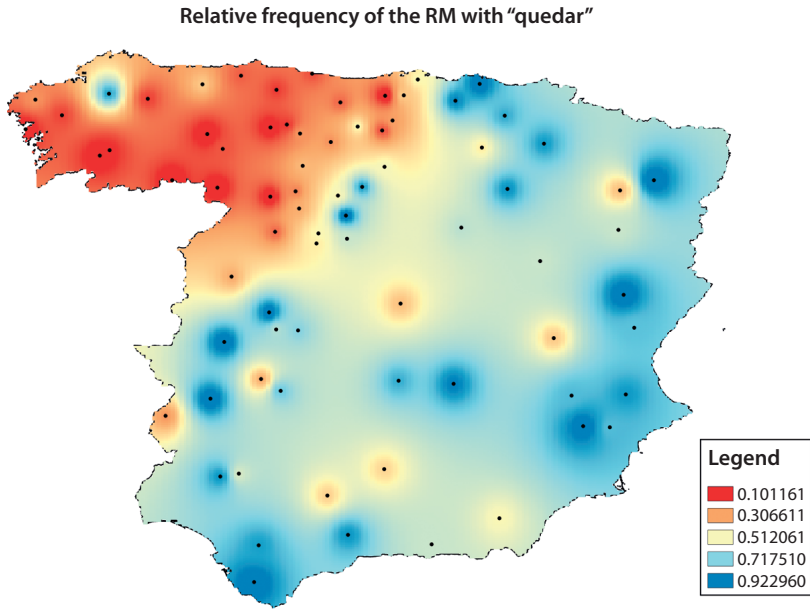 Relative frequency of the RM with “quedar”
Legend
0.101161
0.306611
0.512061
0.717510
0.922960